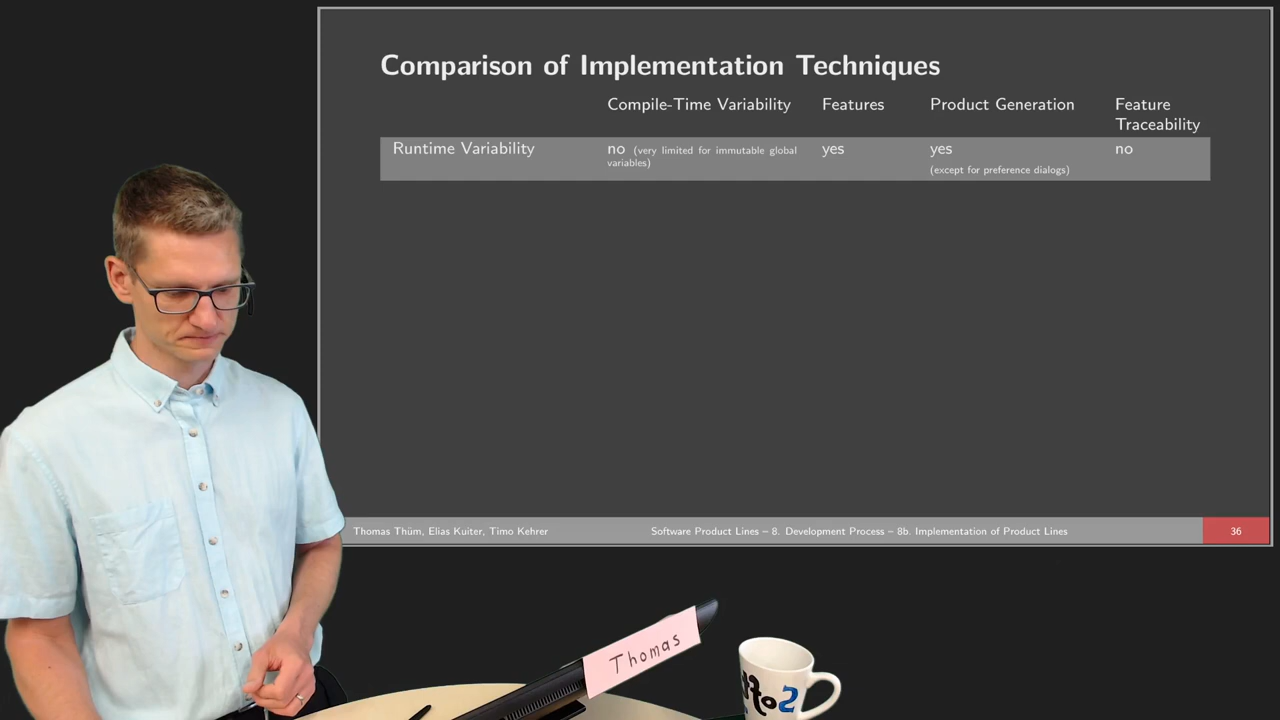 Comparison of Implementation Techniques
Compile-Time Variability Features Product Generation Feature Traceability
Runtime Variability no (very limited for immutable global variables) yes yes (except for preference dialogs) no
Thomas Thüm, Elias Kuiter, Timo Kehrer Software Product Lines – 8. Development Process – 8b. Implementation of Product Lines 36
Thomas